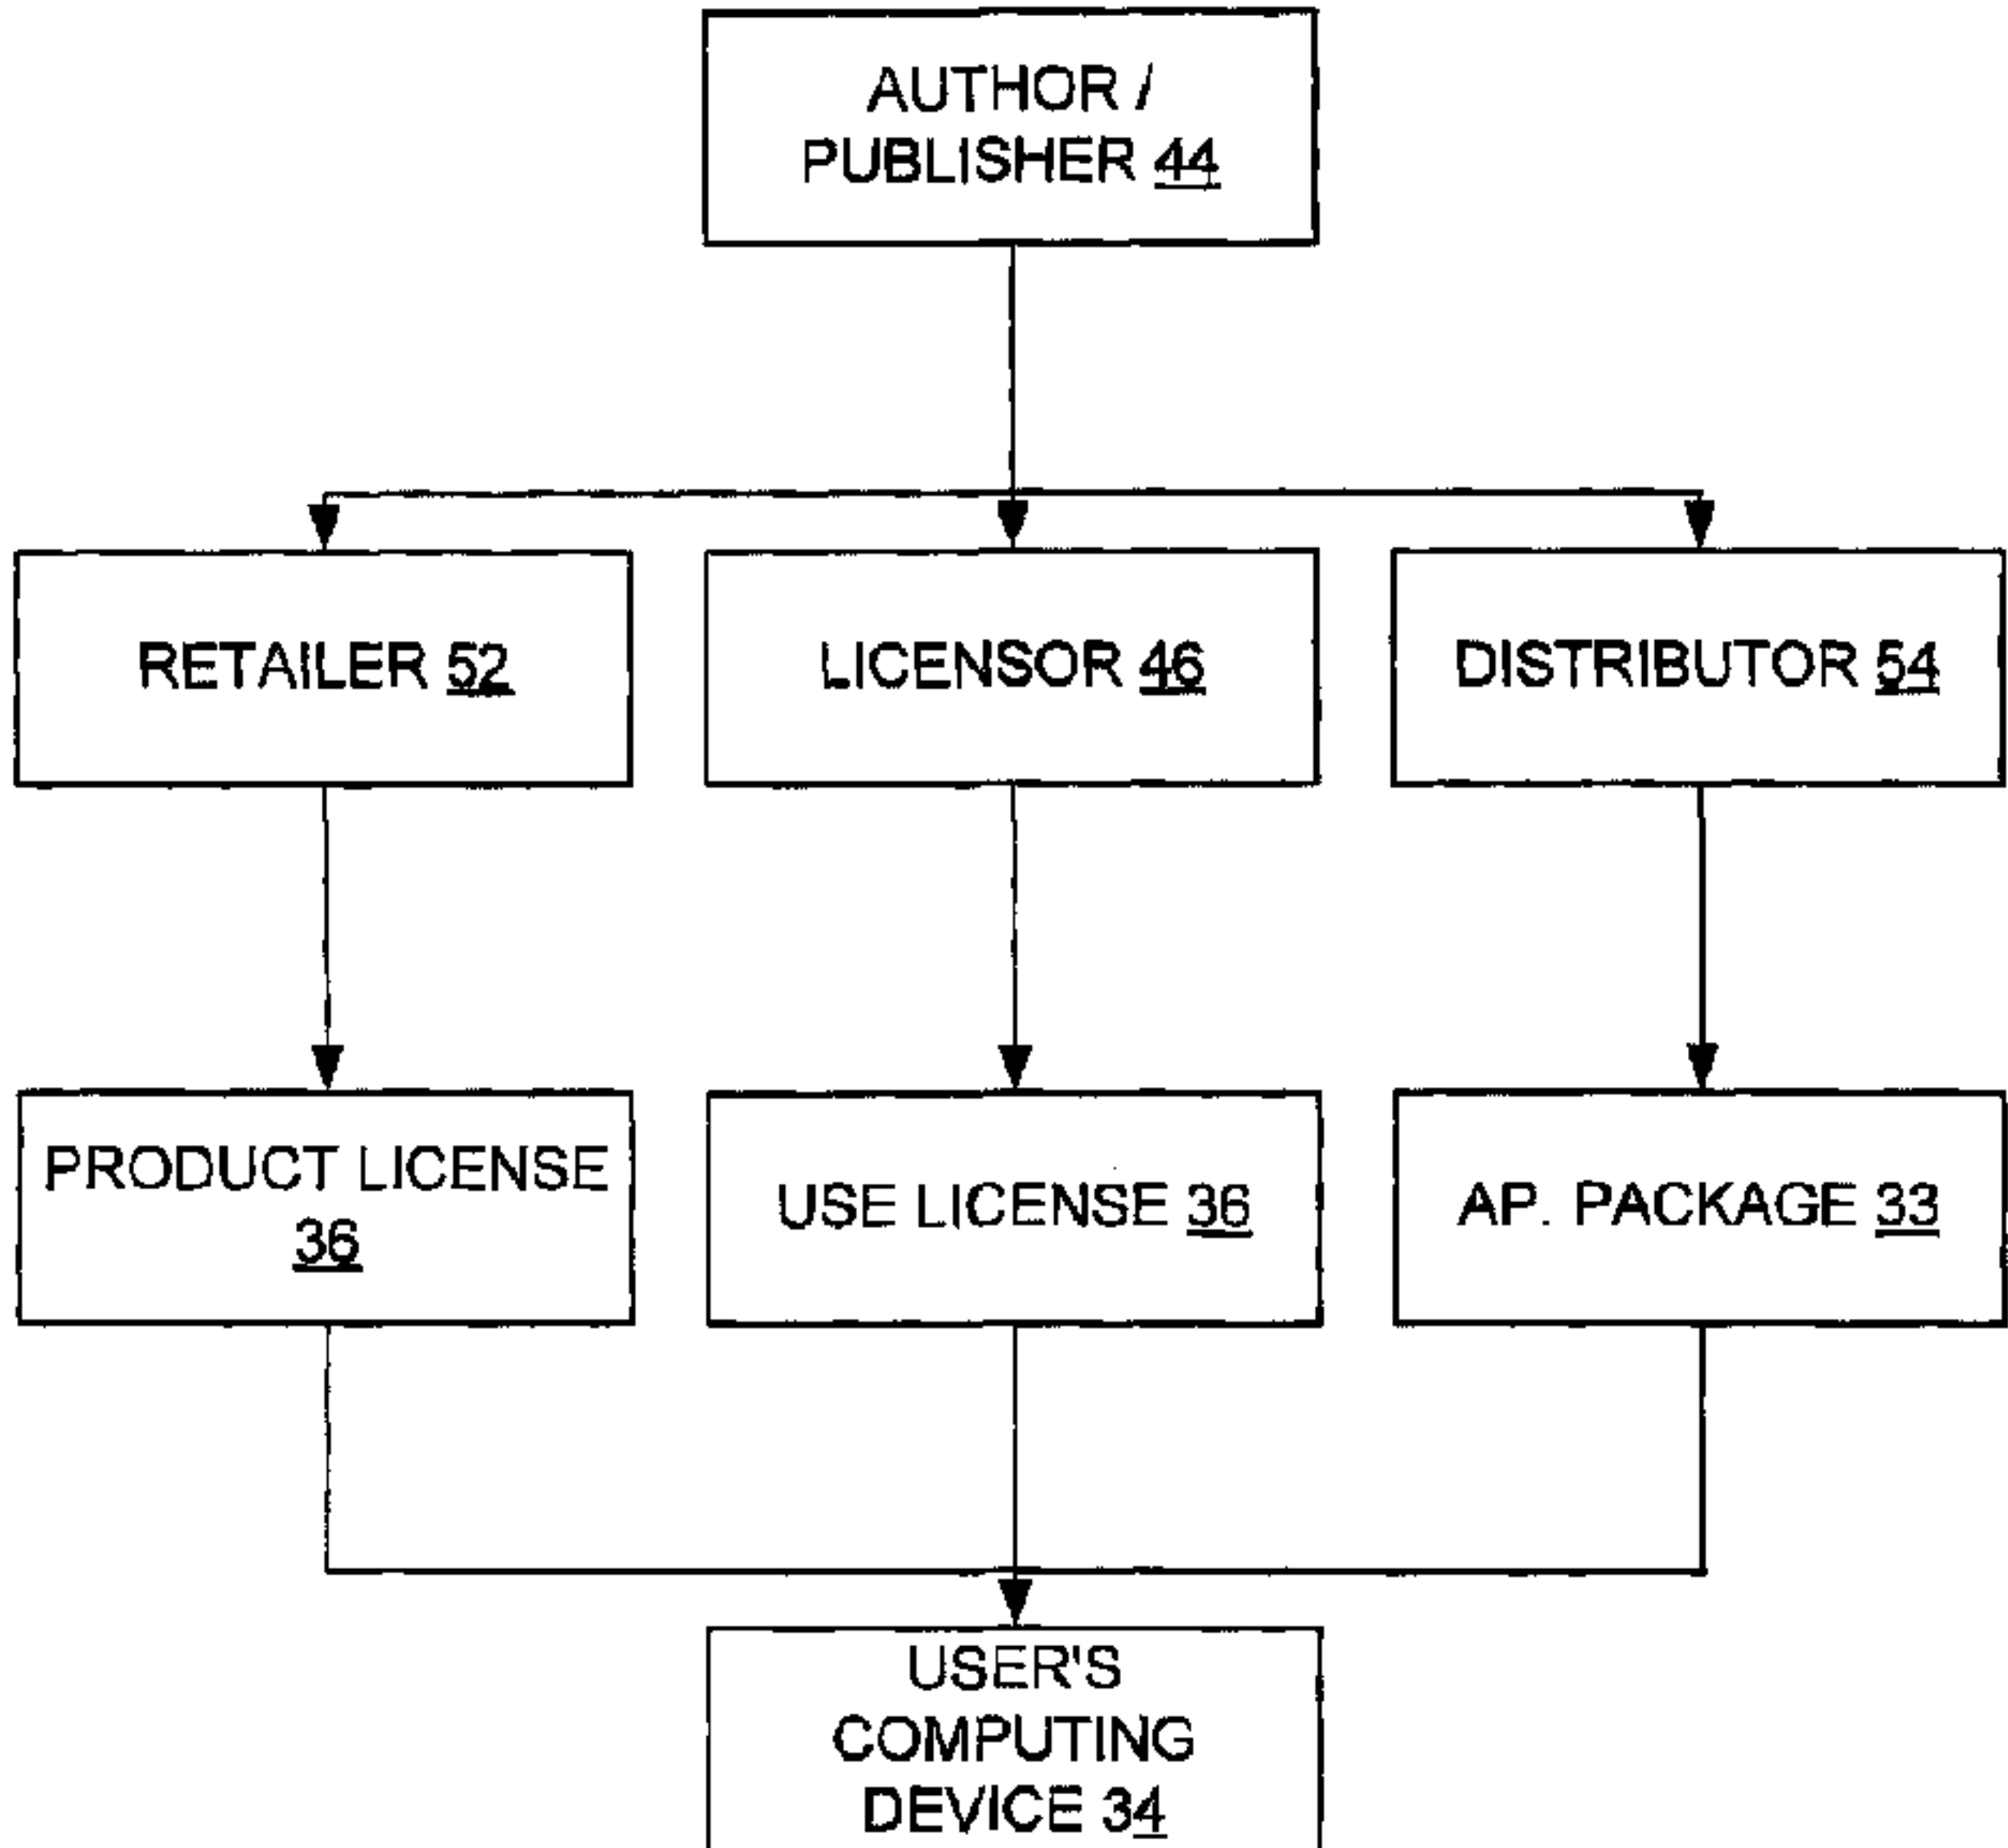 AUTHOR /
PUBLISHER 44
RETAILER 52
LICENSOR 46
DISTRIBUTOR 54
PRODUCT LICENSE
36
USE LICENSE 36
AP. PACKAGE 33
USER'S
COMPUTING
DEVICE 34